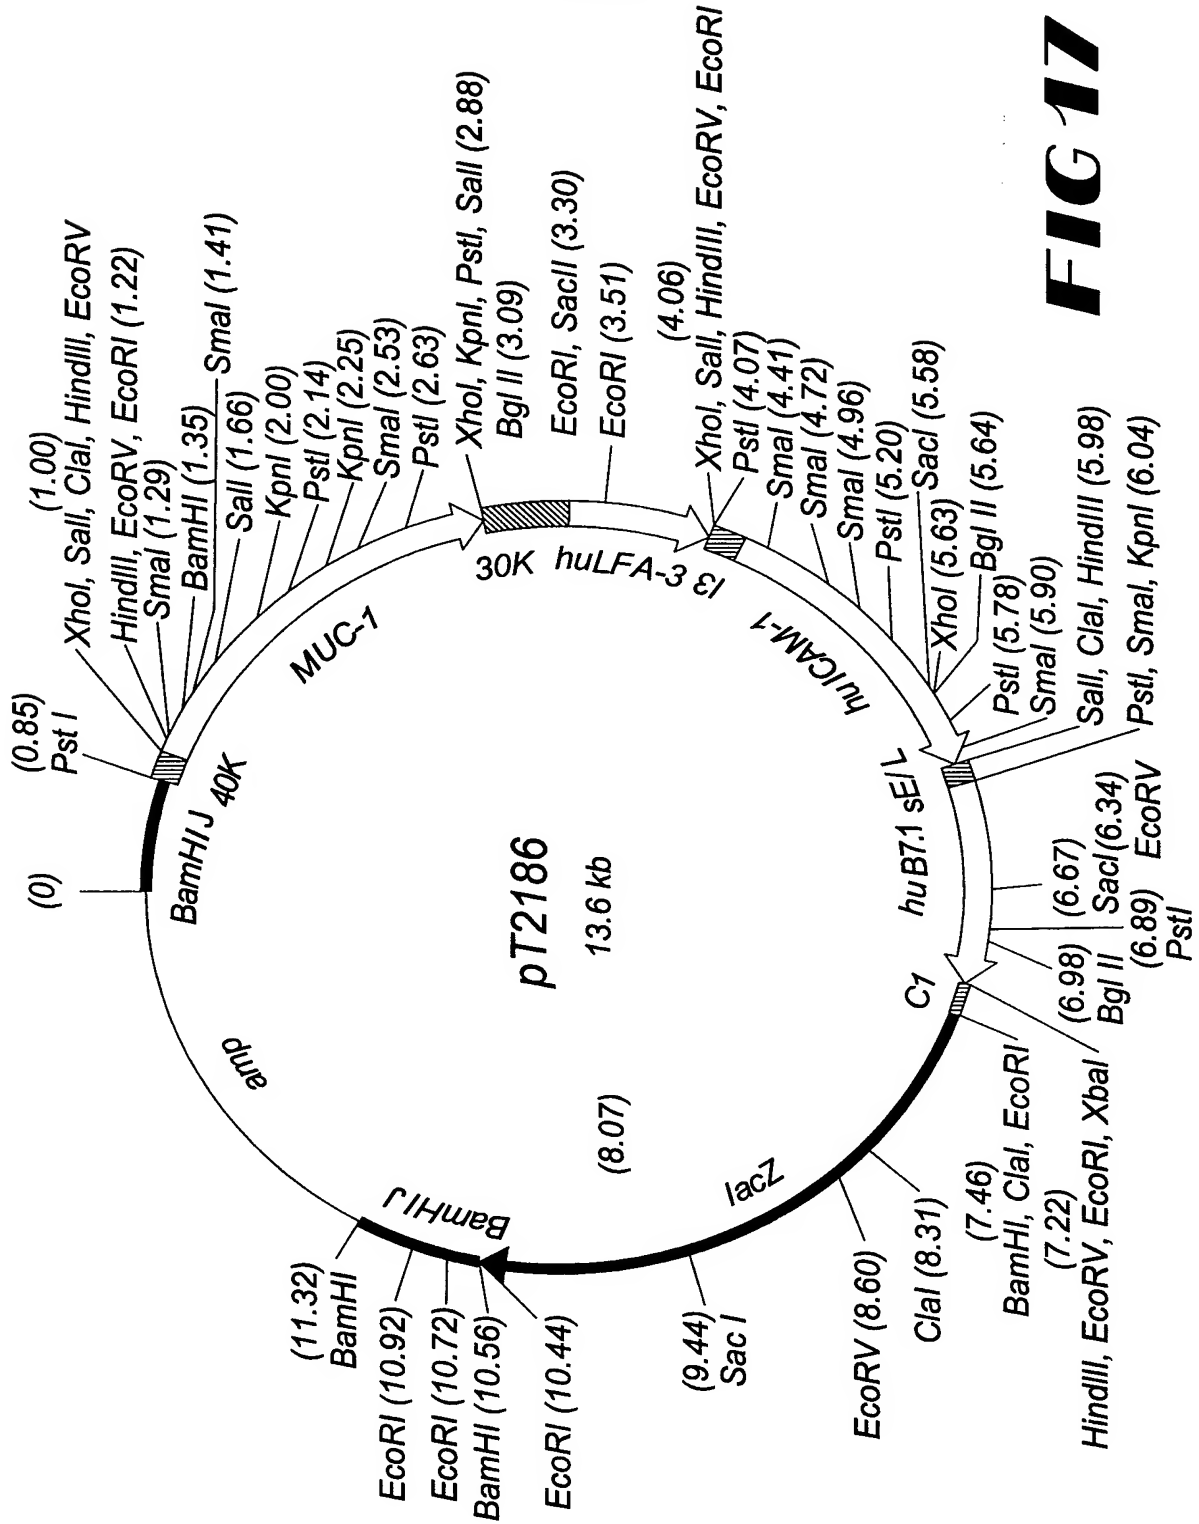 (0)
(0.85)
Pst I
(1.00)
XhoI, SalI, ClaI, HindIII, EcoRV
HindIII, EcoRV, EcoRI (1.22)
SmaI (1.29)
BamHI (1.35)
SmaI (1.41)
SalI (1.66)
KpnI (2.00)
PstI (2.14)
KpnI (2.25)
SmaI (2.53)
PstI (2.63)
XhoI, KpnI, PstI, SalI (2.88)
Bgl II (3.09)
EcoRI, SacII (3.30)
EcoRI (3.51)
(4.06)
XhoI, SalI, HindIII, EcoRV, EcoRI
PstI (4.07)
SmaI (4.41)
SmaI (4.72)
SmaI (4.96)
PstI (5.20)
SacI (5.58)
XhoI (5.63)
Bgl II (5.64)
PstI (5.78)
SmaI (5.90)
SalI, ClaI, HindIII (5.98)
PstI, SmaI, KpnI (6.04)
(6.34)
EcoRV
(6.67)
SacI
(6.89)
PstI
(6.98)
Bgl II
HindIII, EcoRV, EcoRI, XbaI
(7.22)
BamHI, ClaI, EcoRI
(7.46)
ClaI (8.31)
EcoRV (8.60)
(9.44)
Sac I
EcoRI (10.44)
BamHI (10.56)
EcoRI (10.72)
EcoRI (10.92)
(11.32)
BamHI
BamHI J
40K
MUC-1
30K
huLFA-3
I3
huICAM-1
sE/L
huB7.1
C1
lacZ
BamHI J
amp
(8.07)
pT2186
13.6 kb
FIG 17